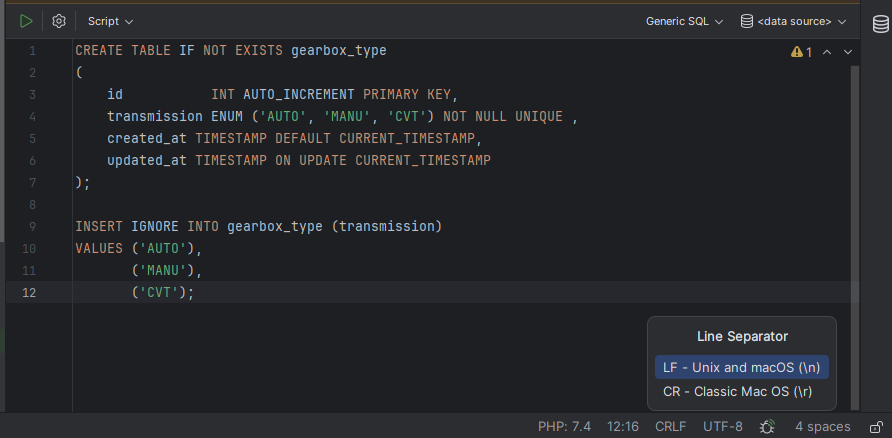 Script
Generic SQL
<data source>
1 CREATE TABLE IF NOT EXISTS gearbox_type
1
2 (
3 id INT AUTO_INCREMENT PRIMARY KEY,
4 transmission ENUM ('AUTO', 'MANU', 'CVT') NOT NULL UNIQUE ,
5 created_at TIMESTAMP DEFAULT CURRENT_TIMESTAMP,
6 updated_at TIMESTAMP ON UPDATE CURRENT_TIMESTAMP
7 );
8
9 INSERT IGNORE INTO gearbox_type (transmission)
10 VALUES ('AUTO'),
11 ('MANU'),
12 ('CVT');
Line Separator
LF - Unix and macOS (\n)
CR - Classic Mac OS (\r)
PHP: 7.4 12:16 CRLF UTF-8 4 spaces